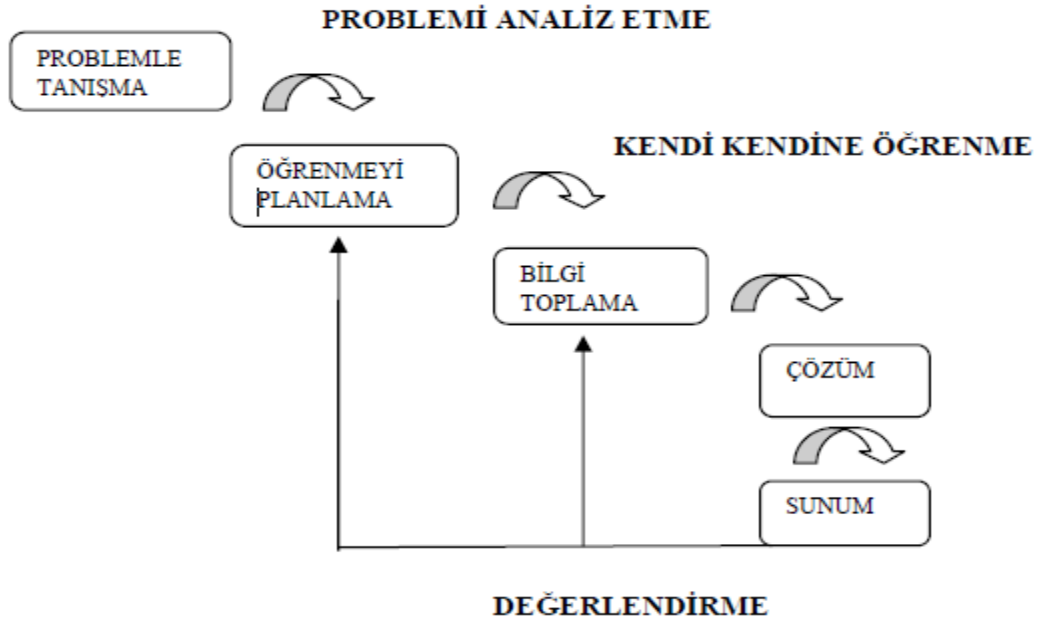 PROBLEMİ ANALİZ ETME
PROBLEMLE
TANIŞMA
KENDİ KENDİNE ÖĞRENME
ÖĞRENMEYİ
PLANLAMA
BİLGİ
TOPLAMA
ÇÖZÜM
SUNUM
DEĞERLENDİRME